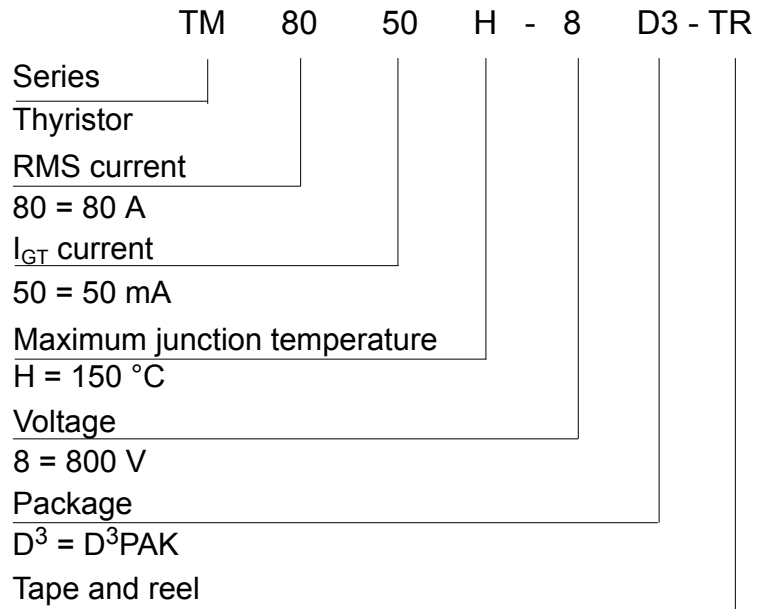 TM 80 50 H - 8 D3 - TR
Series
Thyristor
RMS current
80 = 80 A
I_GT current
50 = 50 mA
Maximum junction temperature
H = 150 °C
Voltage
8 = 800 V
Package
D³ = D³PAK
Tape and reel